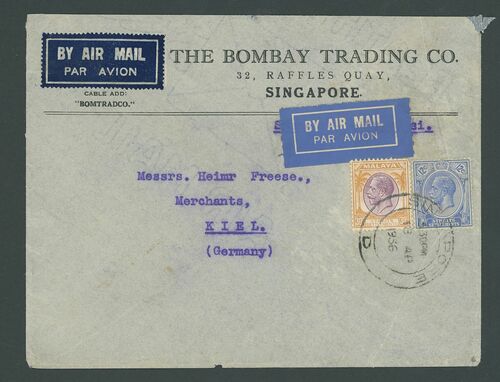 BY AIR MAIL
PAR AVION
THE BOMBAY TRADING CO.
32, RAFFLES QUAY,
CABLE ADD:
"BOMTRADCO."
SINGAPORE.
BY AIR MAIL
PAR AVION
Messrs. Heimr Freese.,
Merchants,
KIEL.
(Germany)
MALAYA